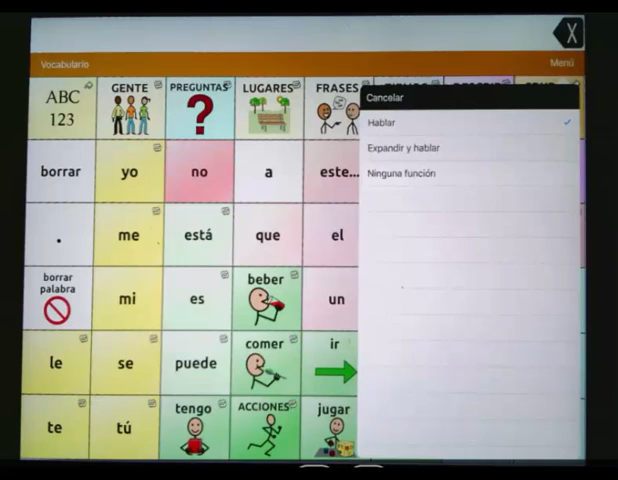 X
Vocabulario Menú
ABC
123
GENTE PREGUNTAS LUGARES FRASES
Cancelar
Hablar
Expandir y hablar
Ninguna función
borrar yo no a este...
. me está que el
borrar
palabra
mi es beber un
le se puede comer ir
te tú tengo ACCIONES jugar